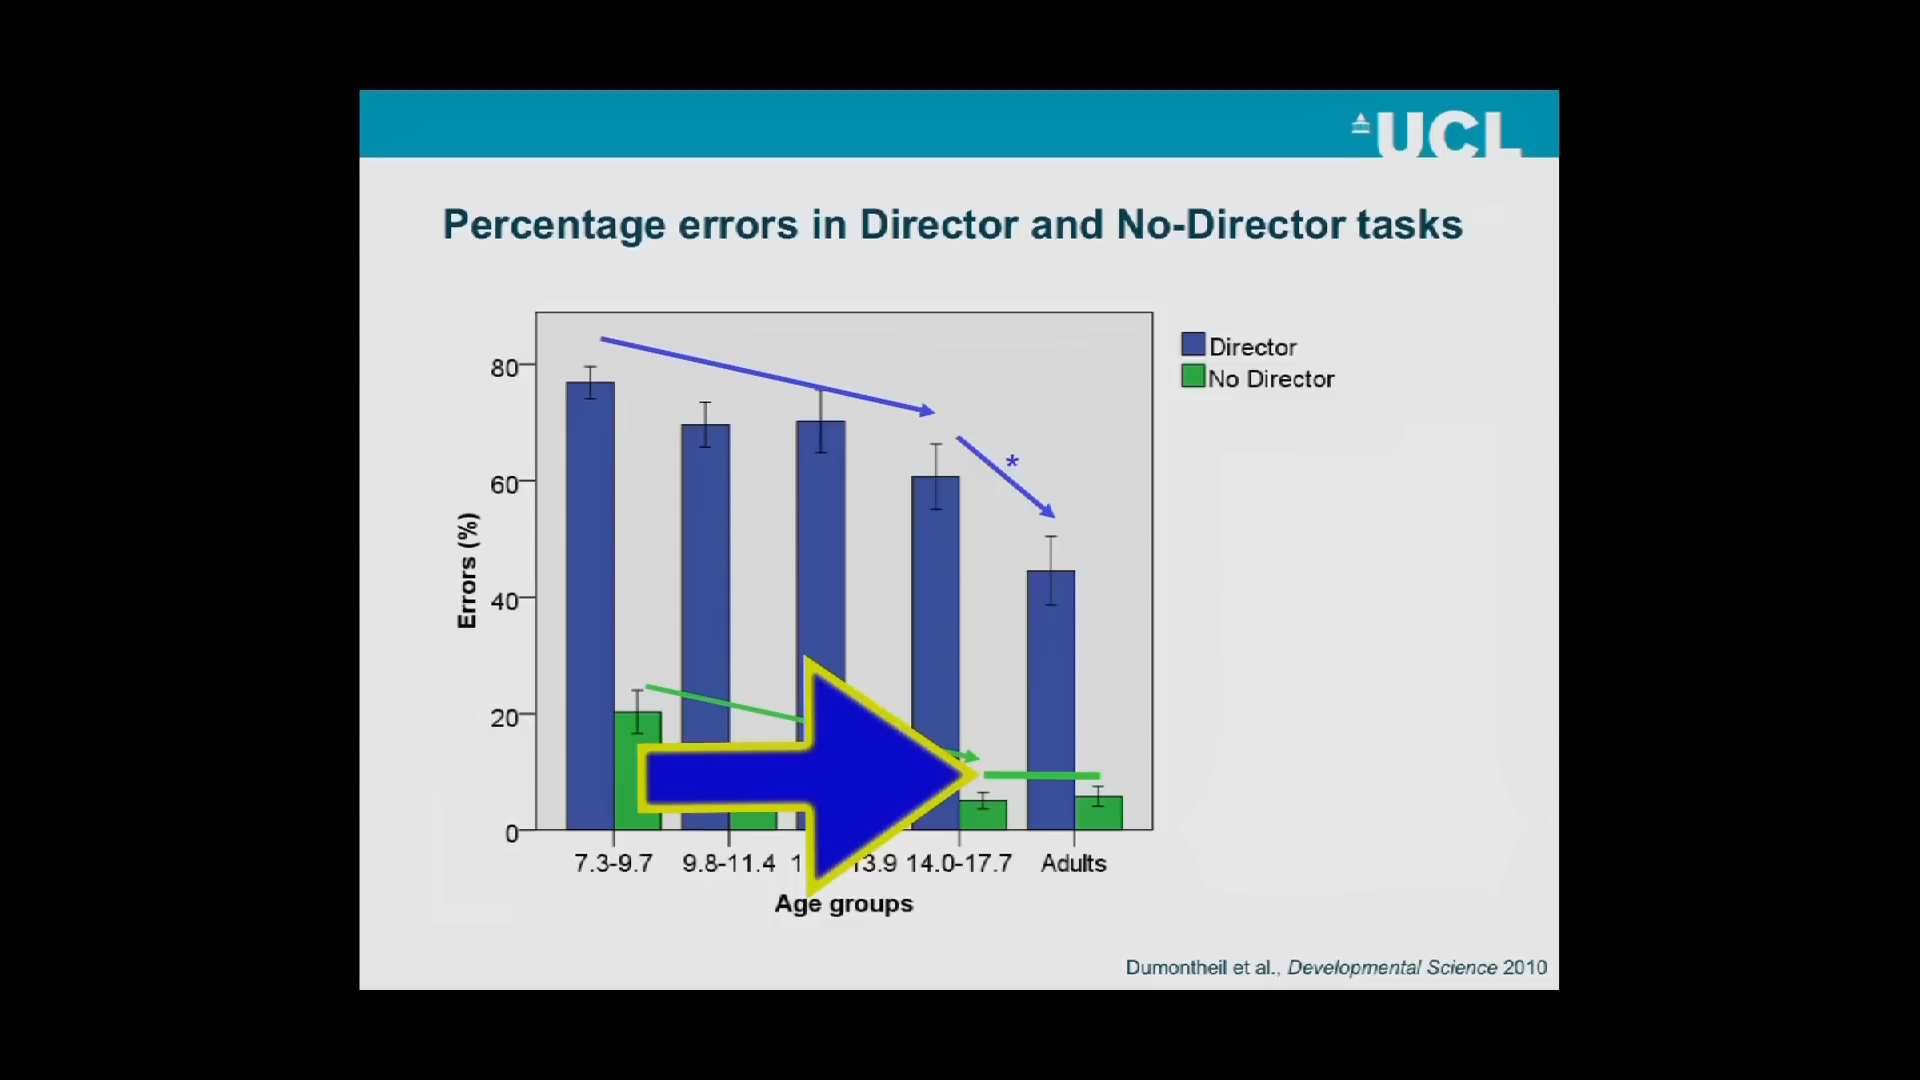 UCL
Percentage errors in Director and No-Director tasks
Director
No Director
Errors (%)
80
60
40
20
0
7.3-9.7 9.8-11.4 14.0-17.7 Adults
Age groups
Dumontheil et al., Developmental Science 2010